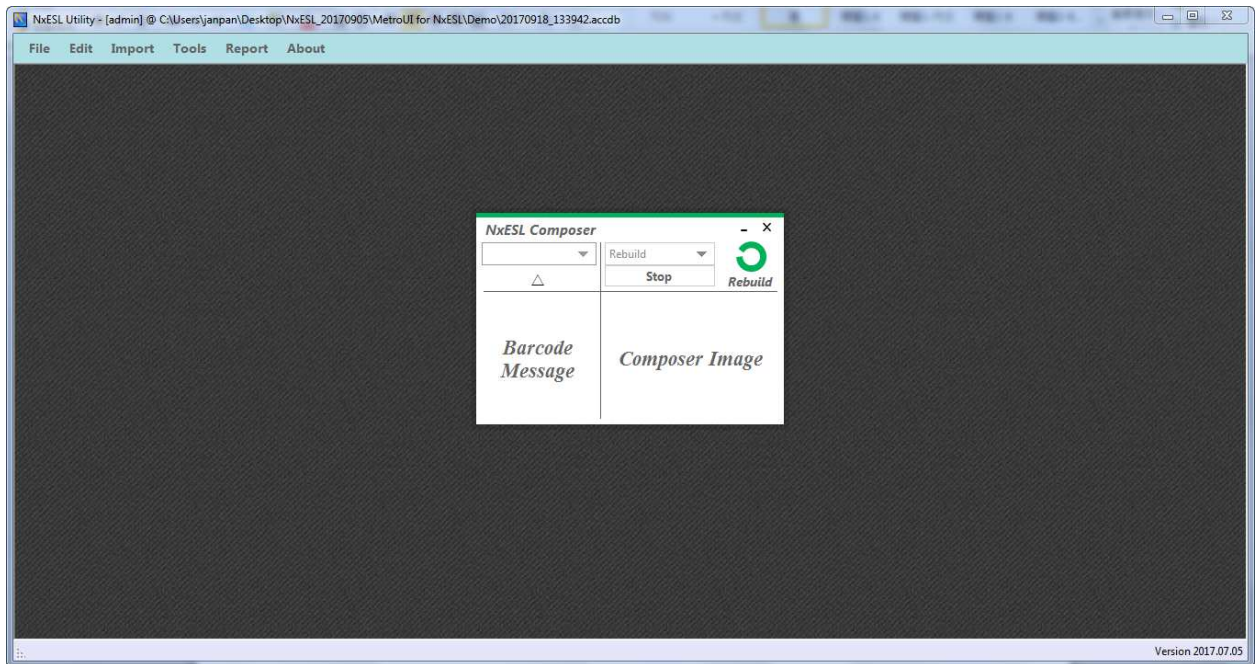 NxESL Utility - [admin] @ C:\Users\janpan\Desktop\NxESL_20170905\MetroUI for NxESL\Demo\20170918_133942.accdb
File Edit Import Tools Report About
NxESL Composer
Rebuild
Stop
Rebuild
Barcode
Message
Composer Image
Version 2017.07.05